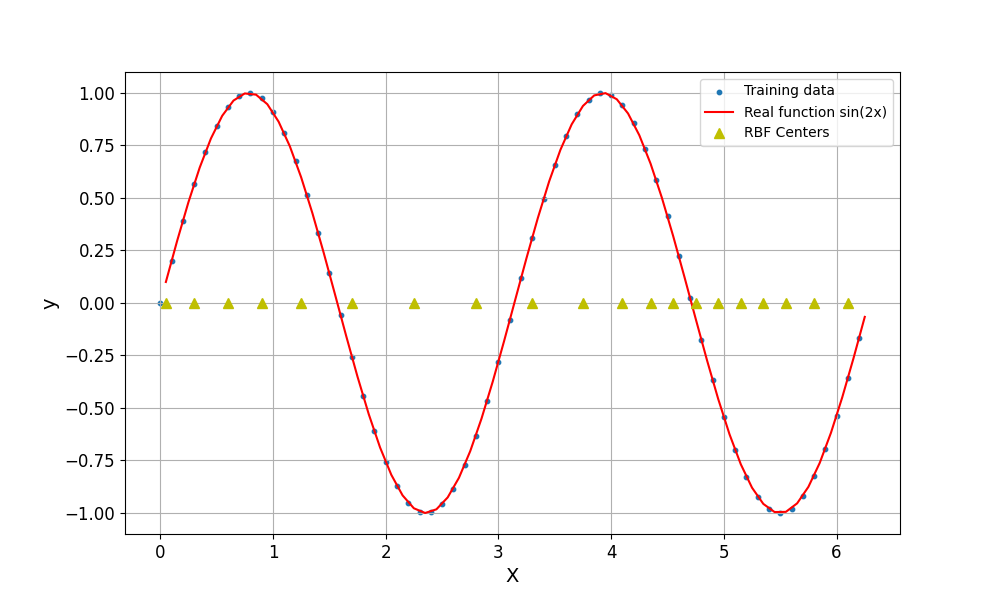 Training data
Real function sin(2x)
RBF Centers
1.00
0.75
0.50
0.25
0.00
−0.25
−0.50
−0.75
−1.00
y
0 1 2 3 4 5 6
X